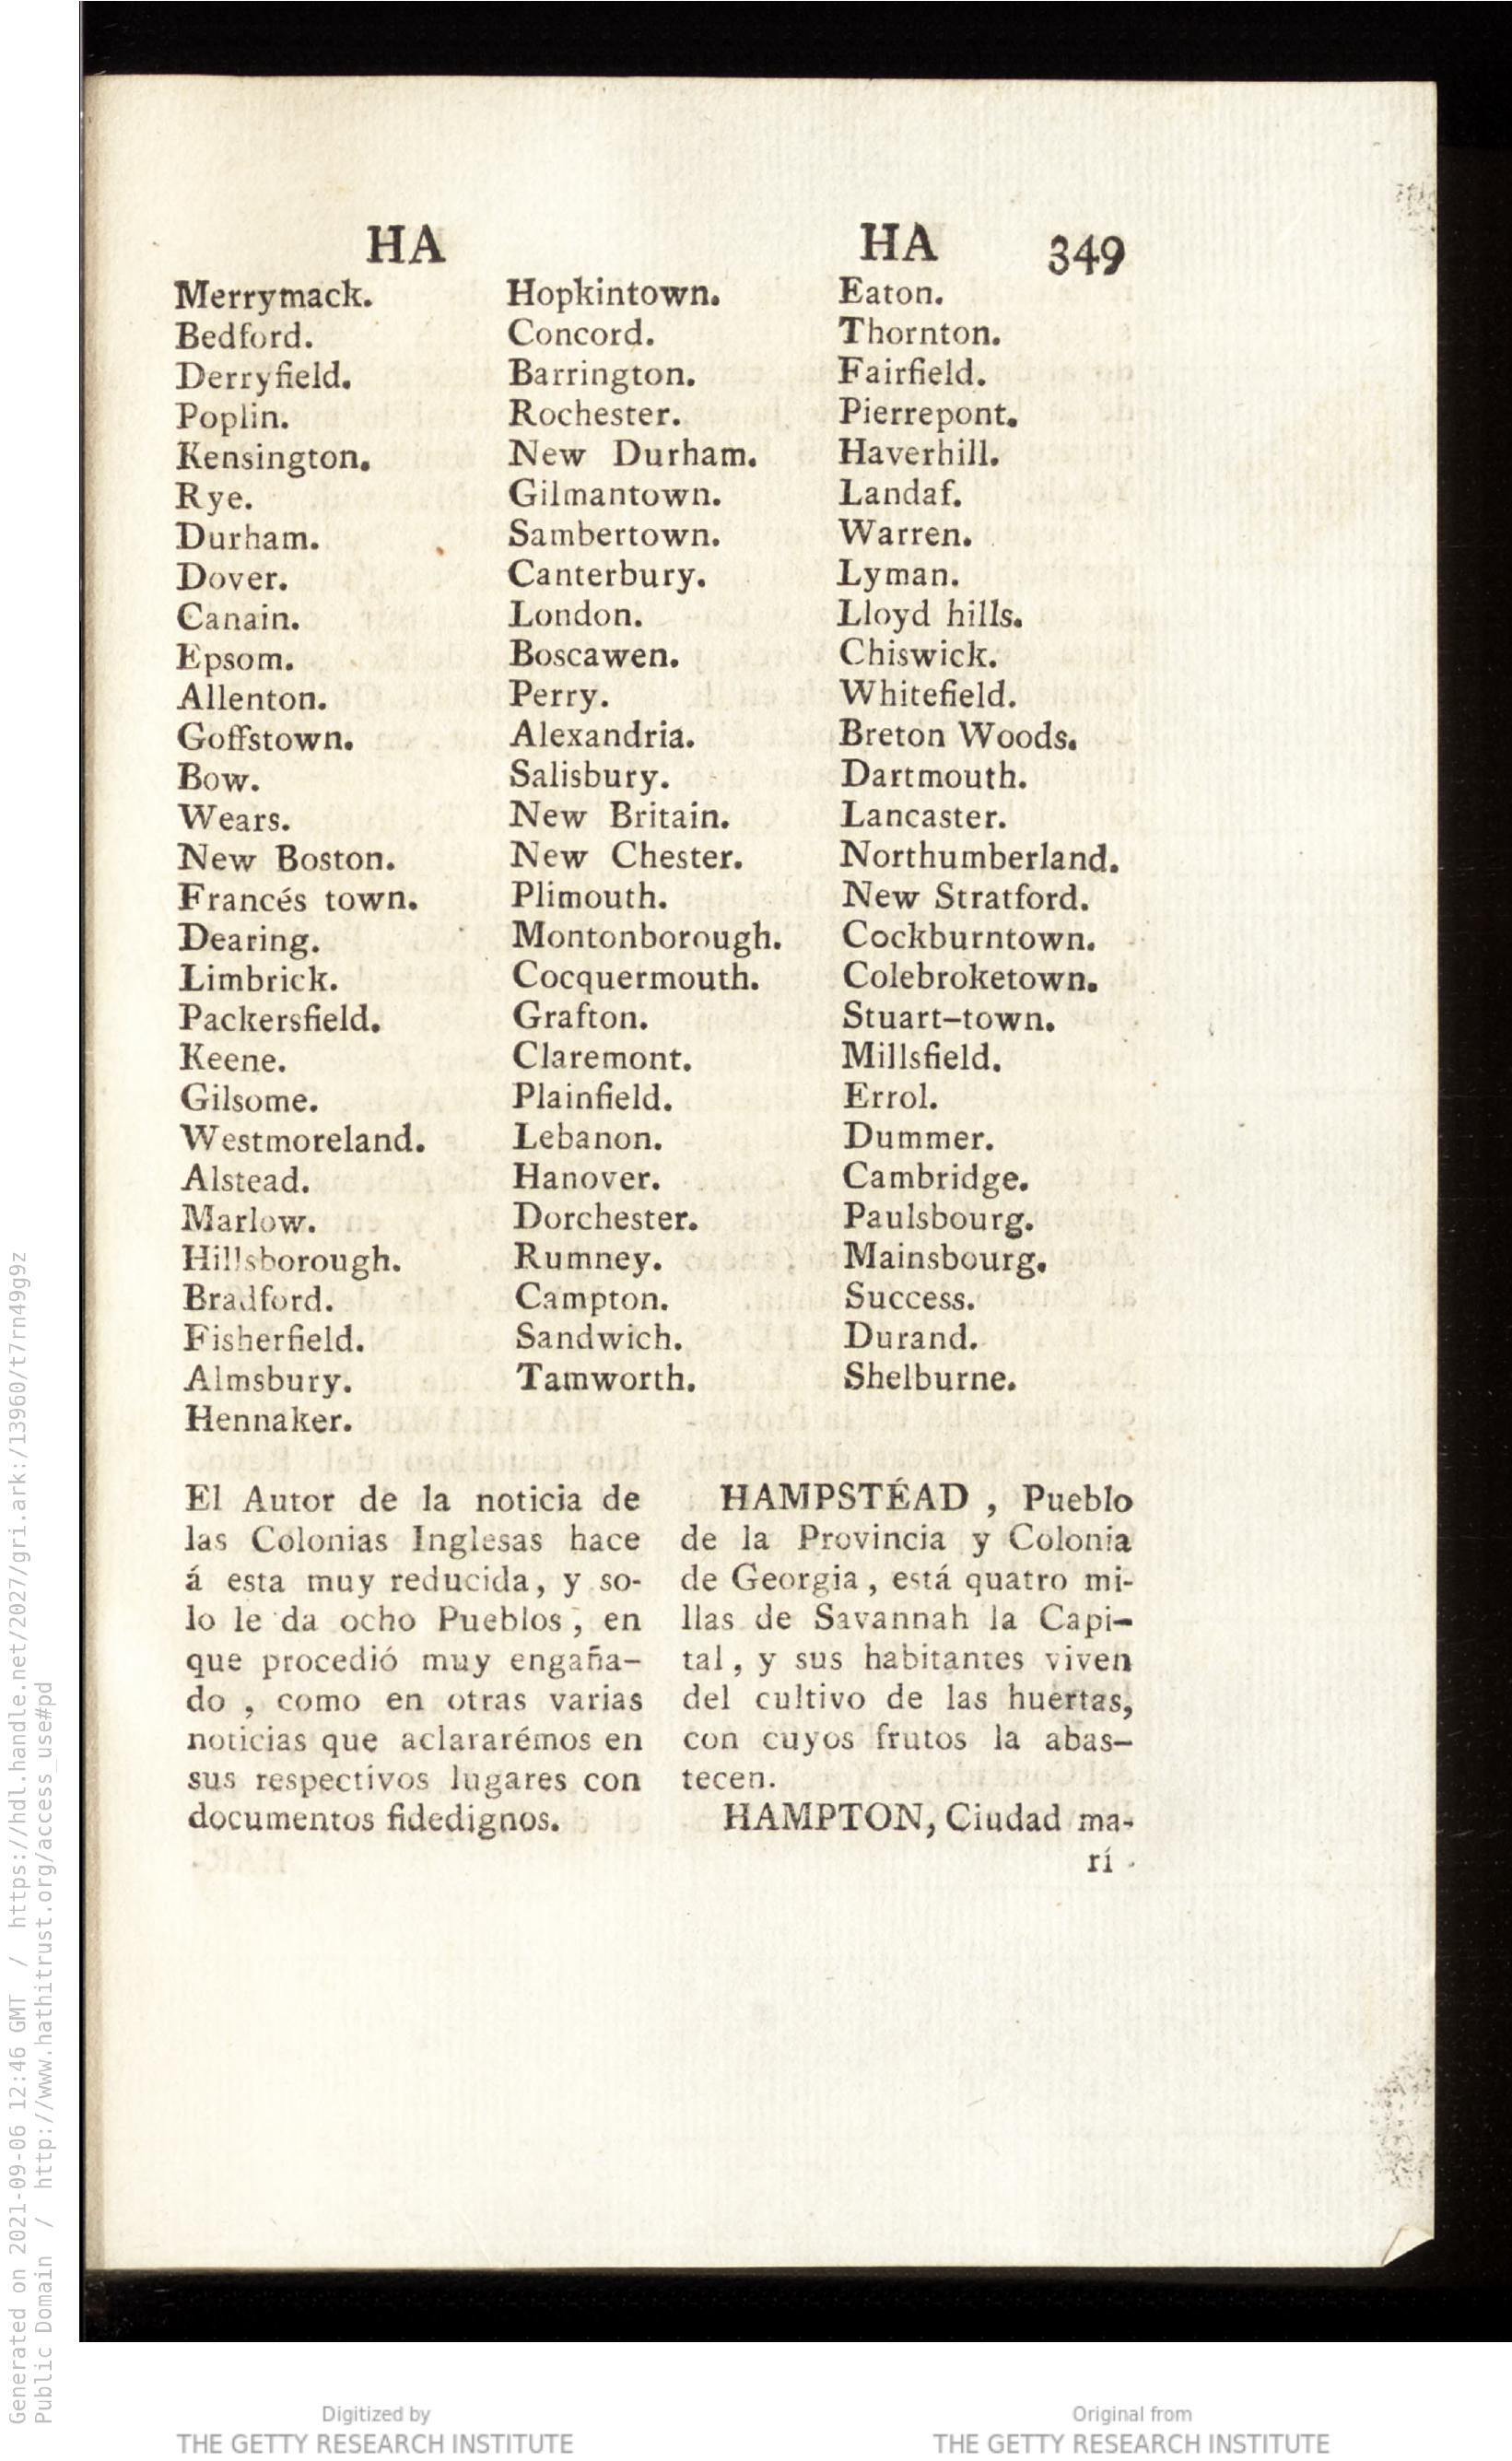 HA
HA 349
Merrymack.
Bedford.
Derryfield.
Poplin.
Kensington.
Rye.
Durham.
Dover.
Canain.
Epsom.
Allenton.
Goffstown.
Bow.
Wears.
New Boston.
Francés town.
Dearing.
Limbrick.
Packersfield.
Keene.
Gilsome.
Westmoreland.
Alstead.
Marlow.
Hillsborough.
Bradford.
Fisherfield.
Almsbury.
Hennaker.
Hopkintown.
Concord.
Barrington.
Rochester.
New Durham.
Gilmantown.
Sambertown.
Canterbury.
London.
Boscawen.
Perry.
Alexandria.
Salisbury.
New Britain.
New Chester.
Plimouth.
Montonborough.
Cocquermouth.
Grafton.
Claremont.
Plainfield.
Lebanon.
Hanover.
Dorchester.
Rumney.
Campton.
Sandwich.
Tamworth.
Eaton.
Thornton.
Fairfield.
Pierrepont.
Haverhill.
Landaf.
Warren.
Lyman.
Lloyd hills.
Chiswick.
Whitefield.
Breton Woods.
Dartmouth.
Lancaster.
Northumberland.
New Stratford.
Cockburntown.
Colebroketown.
Stuart-town.
Millsfield.
Errol.
Dummer.
Cambridge.
Paulsbourg.
Mainsbourg.
Success.
Durand.
Shelburne.
El Autor de la noticia de
las Colonias Inglesas hace
á esta muy reducida, y so-
lo le da ocho Pueblos, en
que procedió muy engaña-
do , como en otras varias
noticias que aclararémos en
sus respectivos lugares con
documentos fidedignos.
HAMPSTÉAD , Pueblo
de la Provincia y Colonia
de Georgia, está quatro mi-
llas de Savannah la Capi-
tal, y sus habitantes viven
del cultivo de las huertas,
con cuyos frutos la abas-
tecen.
HAMPTON, Ciudad ma-
rí-
Generated on 2021-09-06 12:46 GMT / https://hdl.handle.net/2027/gri.ark:/13960/t7rn49g9z
Public Domain / http://www.hathitrust.org/access_use#pd
Digitized by
THE GETTY RESEARCH INSTITUTE
Original from
THE GETTY RESEARCH INSTITUTE